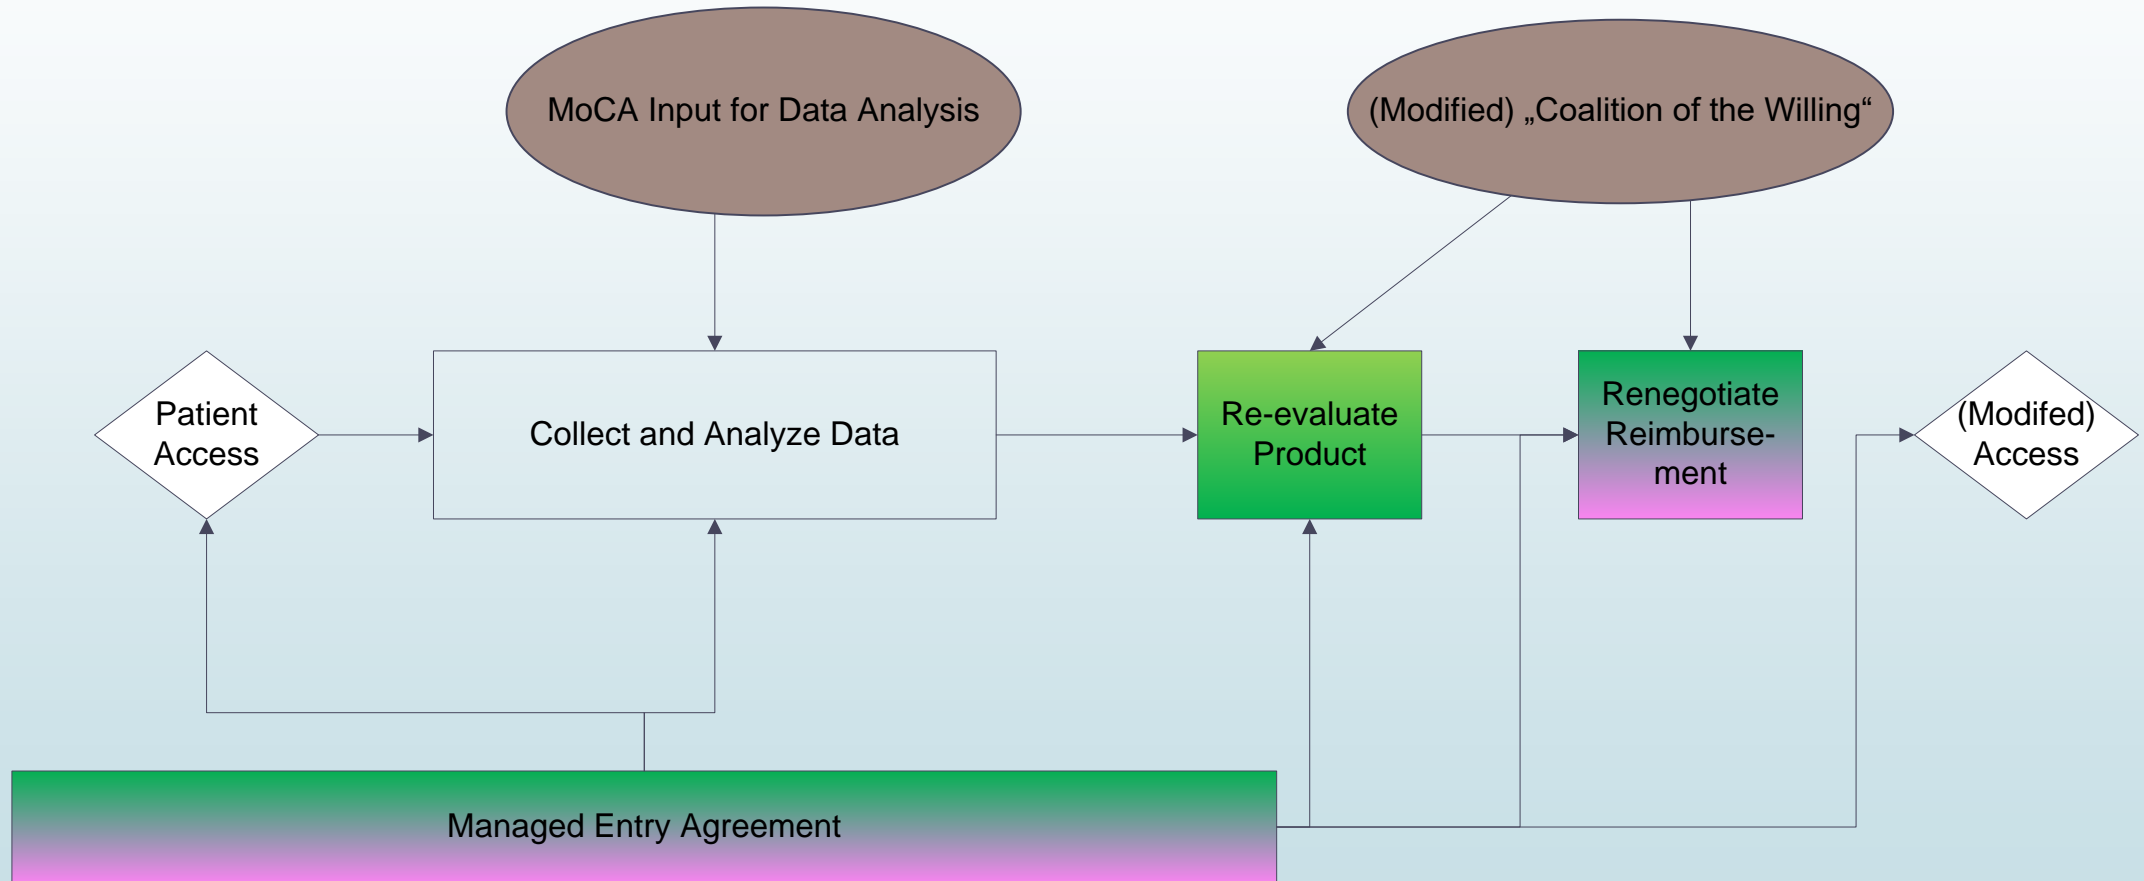 MoCA Input for Data Analysis
(Modified) „Coalition of the Willing“
Patient
Access
Collect and Analyze Data
Re-evaluate
Product
Renegotiate
Reimburse-
ment
(Modifed)
Access
Managed Entry Agreement